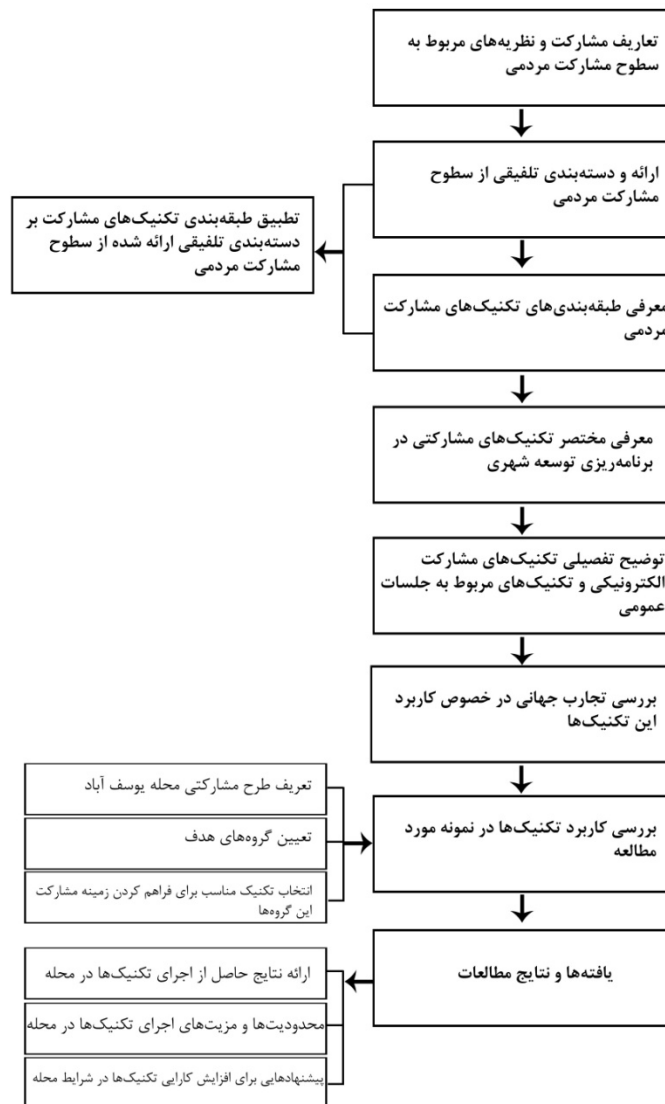 تعاریف مشارکت و نظریه‌های مربوط به
سطوح مشارکت مردمی
ارائه و دسته‌بندی تلفیقی از سطوح
مشارکت مردمی
تطبیق طبقه‌بندی تکنیک‌های مشارکت بر
دسته‌بندی تلفیقی ارائه شده از سطوح
مشارکت مردمی
معرفی طبقه‌بندی‌های تکنیک‌های مشارکت
مردمی
معرفی مختصر تکنیک‌های مشارکتی در
برنامه‌ریزی توسعه شهری
توضیح تفصیلی تکنیک‌های مشارکت
الکترونیکی و تکنیک‌های مربوط به جلسات
عمومی
بررسی تجارب جهانی در خصوص کاربرد
این تکنیک‌ها
بررسی کاربرد تکنیک‌ها در نمونه مورد
مطالعه
تعریف طرح مشارکتی محله یوسف آباد
تعیین گروه‌های هدف
انتخاب تکنیک مناسب برای فراهم کردن زمینه مشارکت
این گروه‌ها
یافته‌ها و نتایج مطالعات
ارائه نتایج حاصل از اجرای تکنیک‌ها در محله
محدودیت‌ها و مزیت‌های اجرای تکنیک‌ها در محله
پیشنهادهایی برای افزایش کارایی تکنیک‌ها در شرایط محله